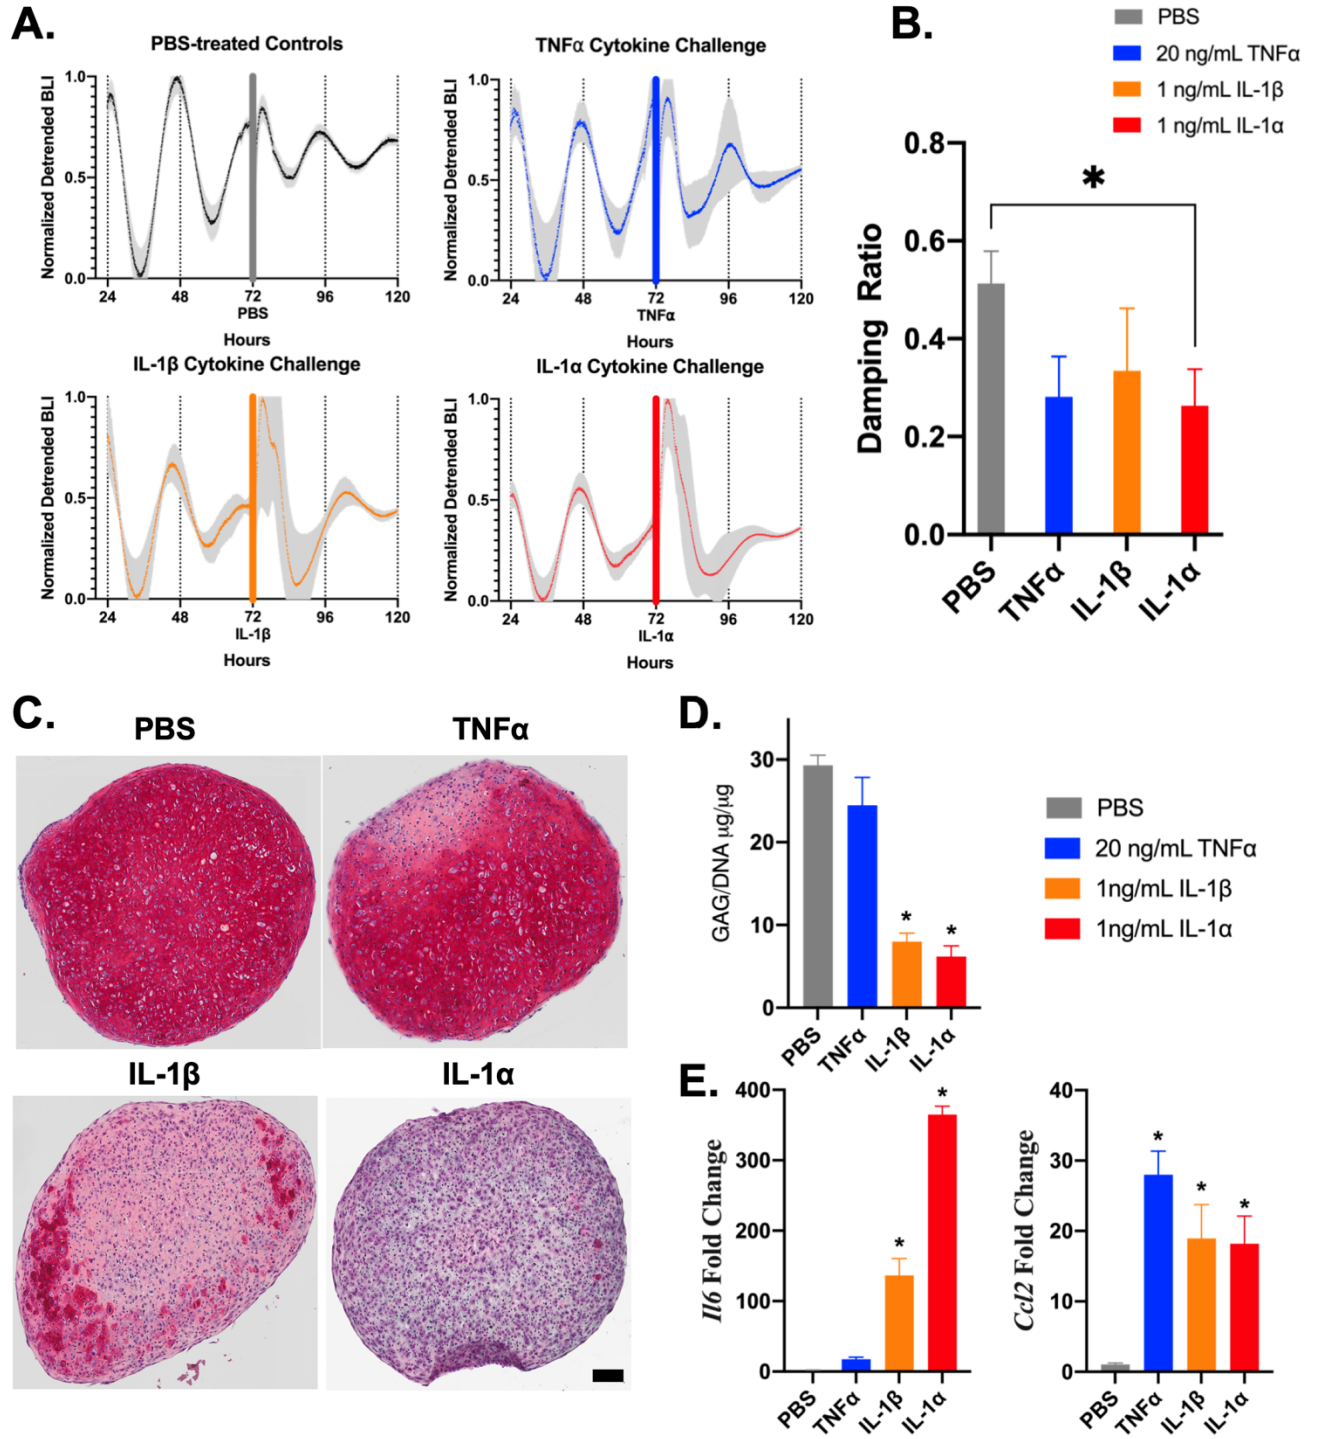 A.
PBS-treated Controls
Normalized Detrended BLI
1.0
0.5
0.0
24 48 72 96 120
PBS
Hours
TNFα Cytokine Challenge
Normalized Detrended BLI
1.0
0.5
0.0
24 48 72 96 120
TNFα
Hours
IL-1β Cytokine Challenge
Normalized Detrended BLI
1.0
0.5
0.0
24 48 72 96 120
IL-1β
Hours
IL-1α Cytokine Challenge
Normalized Detrended BLI
1.0
0.5
0.0
24 48 72 96 120
IL-1α
Hours
B.
PBS
20 ng/mL TNFα
1 ng/mL IL-1β
1 ng/mL IL-1α
Damping Ratio
0.8
0.6
0.4
0.2
0.0
*
PBS TNFα IL-1β IL-1α
C.
PBS
TNFα
IL-1β
IL-1α
D.
GAG/DNA µg/µg
30
20
10
0
* *
PBS TNFα IL-1β IL-1α
PBS
20 ng/mL TNFα
1ng/mL IL-1β
1ng/mL IL-1α
E.
Il6 Fold Change
400
300
200
100
0
* *
PBS TNFα IL-1β IL-1α
Ccl2 Fold Change
40
30
20
10
0
* * *
PBS TNFα IL-1β IL-1α